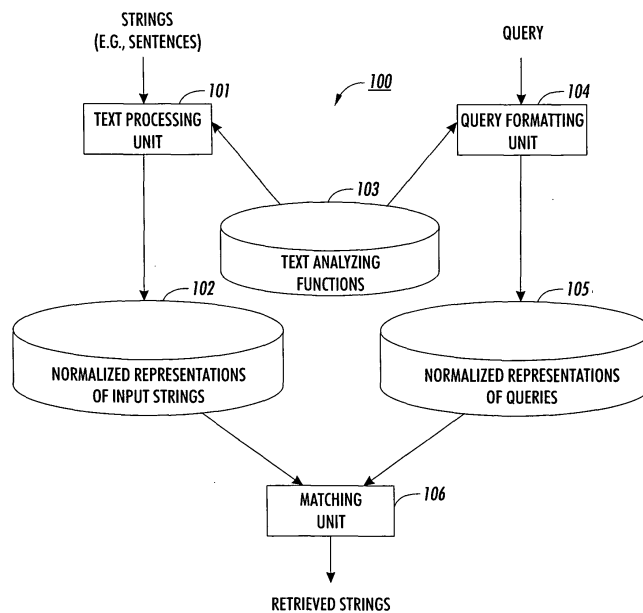 STRINGS
(E.G., SENTENCES)
QUERY
100
101
104
TEXT PROCESSING
UNIT
QUERY FORMATTING
UNIT
103
TEXT ANALYZING
FUNCTIONS
102
105
NORMALIZED REPRESENTATIONS
OF INPUT STRINGS
NORMALIZED REPRESENTATIONS
OF QUERIES
MATCHING
UNIT
106
RETRIEVED STRINGS